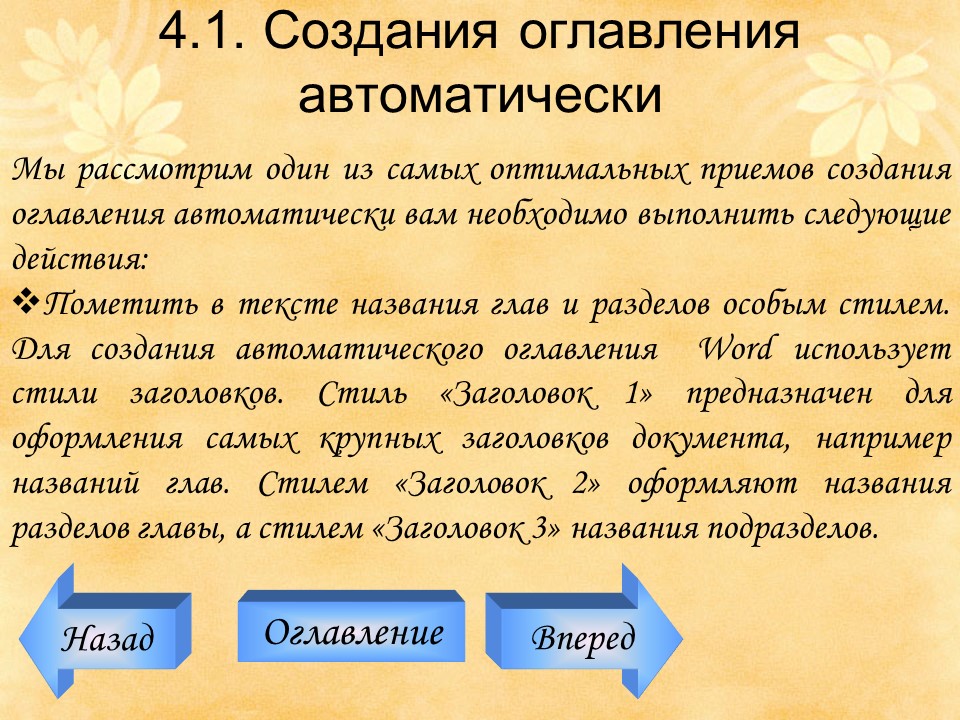 4.1. Создания оглавления
автоматически
Мы рассмотрим один из самых оптимальных приемов создания
оглавления автоматически вам необходимо выполнить следующие
действия:
❖Пометить в тексте названия глав и разделов особым стилем.
Для создания автоматического оглавления Word использует
стили заголовков. Стиль «Заголовок 1» предназначен для
оформления самых крупных заголовков документа, например
названий глав. Стилем «Заголовок 2» оформляют названия
разделов главы, а стилем «Заголовок 3» названия подразделов.
Назад
Оглавление
Вперед